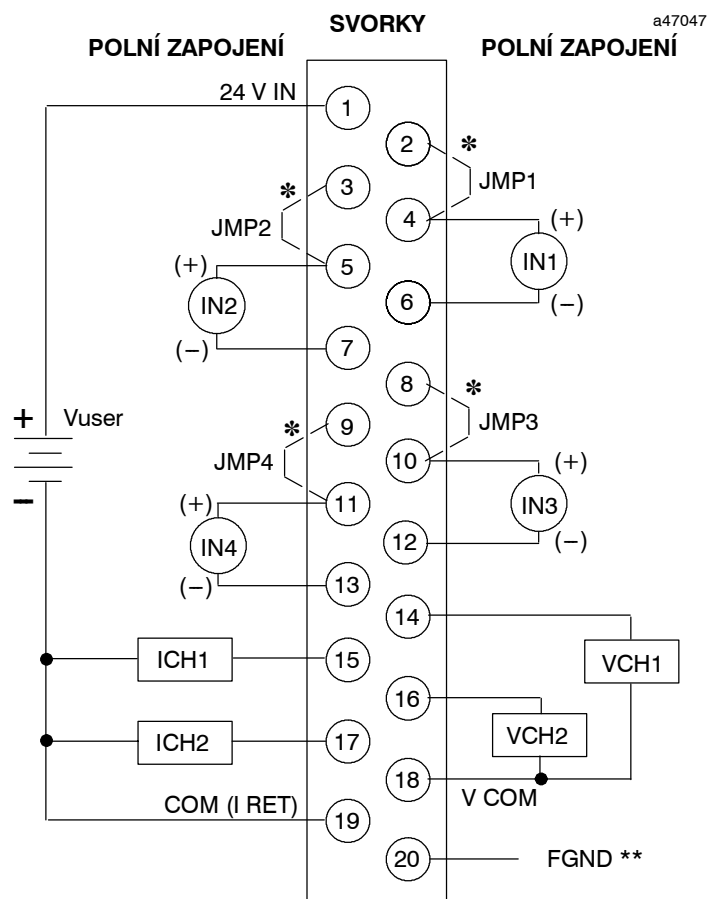 a47047
SVORKY
POLNÍ ZAPOJENÍ
POLNÍ ZAPOJENÍ
24 V IN
1
2
*
*
3
JMP1
4
(+)
JMP2
(+)
5
IN1
IN2
6
(−)
(−)
7
8
*
+
Vuser
*
9
JMP3
JMP4
10
(+)
(+)
11
IN3
−
IN4
12
(−)
(−)
13
14
ICH1
15
VCH1
16
ICH2
17
VCH2
18
V COM
COM (I RET)
19
20
FGND **